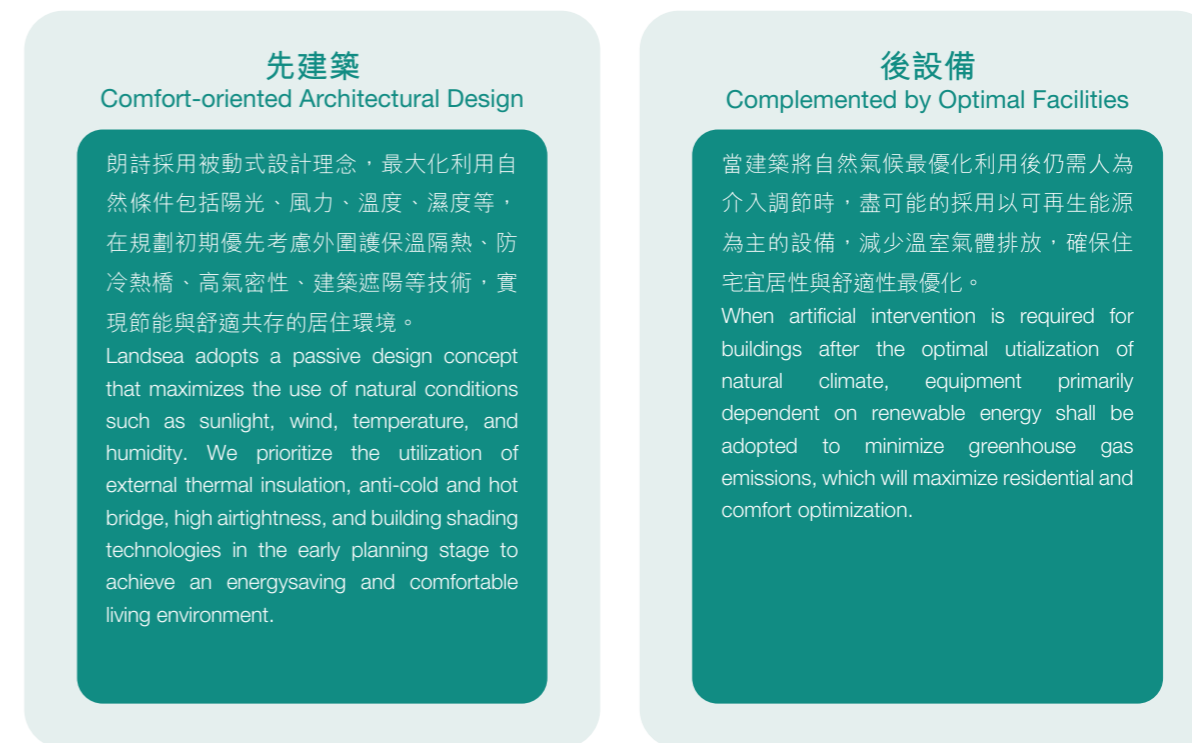 先建築
Comfort-oriented Architectural Design
朗詩採用被動式設計理念，最大化利用自
然條件包括陽光、風力、溫度、濕度等，
在規劃初期優先考慮外圍護保溫隔熱、防
冷熱橋、高氣密性、建築遮陽等技術，實
現節能與舒適共存的居住環境。
Landsea adopts a passive design concept
that maximizes the use of natural conditions
such as sunlight, wind, temperature, and
humidity. We prioritize the utilization of
external thermal insulation, anti-cold and hot
bridge, high airtightness, and building shading
technologies in the early planning stage to
achieve an energysaving and comfortable
living environment.
後設備
Complemented by Optimal Facilities
當建築將自然氣候最優化利用後仍需人為
介入調節時，盡可能的採用以可再生能源
為主的設備，減少溫室氣體排放，確保住
宅宜居性與舒適性最優化。
When artificial intervention is required for
buildings after the optimal utialization of
natural climate, equipment primarily
dependent on renewable energy shall be
adopted to minimize greenhouse gas
emissions, which will maximize residential and
comfort optimization.